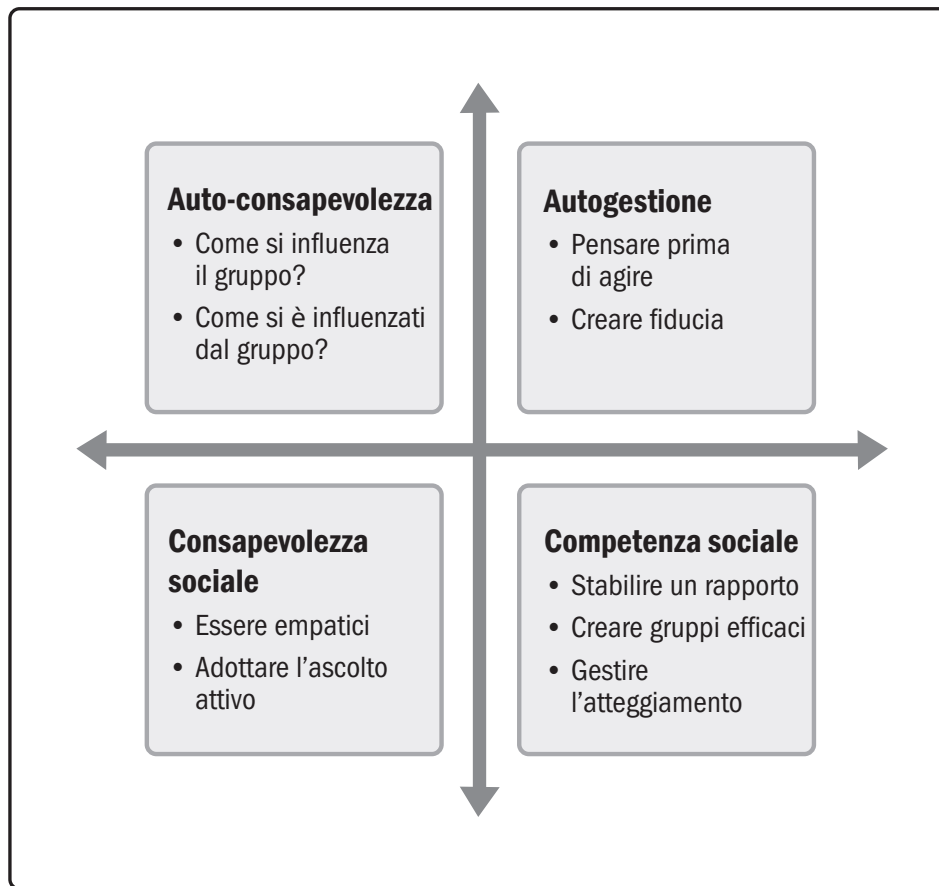 Auto-consapevolezza
• Come si influenza
il gruppo?
• Come si è influenzati
dal gruppo?
Autogestione
• Pensare prima
di agire
• Creare fiducia
Consapevolezza
sociale
• Essere empatici
• Adottare l’ascolto
attivo
Competenza sociale
• Stabilire un rapporto
• Creare gruppi efficaci
• Gestire
l’atteggiamento